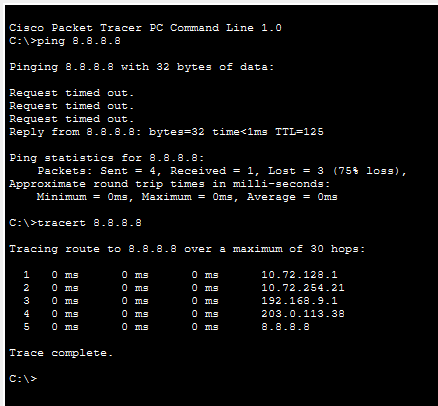 Cisco Packet Tracer PC Command Line 1.0
C:\>ping 8.8.8.8
Pinging 8.8.8.8 with 32 bytes of data:
Request timed out.
Request timed out.
Request timed out.
Reply from 8.8.8.8: bytes=32 time<1ms TTL=125
Ping statistics for 8.8.8.8:
Packets: Sent = 4, Received = 1, Lost = 3 (75% loss),
Approximate round trip times in milli-seconds:
Minimum = 0ms, Maximum = 0ms, Average = 0ms
C:\>tracert 8.8.8.8
Tracing route to 8.8.8.8 over a maximum of 30 hops:
1 0 ms 0 ms 0 ms 10.72.128.1
2 0 ms 0 ms 0 ms 10.72.254.21
3 0 ms 0 ms 0 ms 192.168.9.1
4 0 ms 0 ms 0 ms 203.0.113.38
5 0 ms 0 ms 0 ms 8.8.8.8
Trace complete.
C:\>